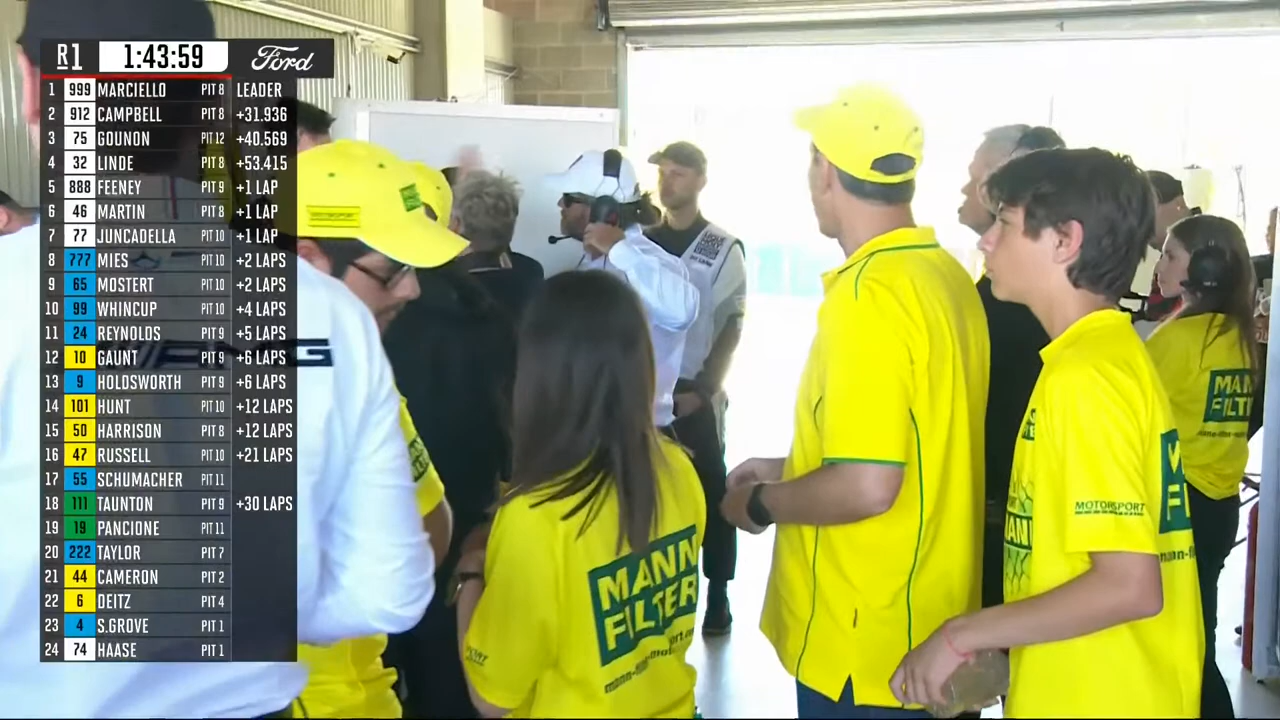 R1 1:43:59 Ford
1 999 MARCIELLO PIT 8 LEADER
2 912 CAMPBELL PIT 8 +31.936
3 75 GOUNON PIT 12 +40.569
4 32 LINDE PIT 8 +53.415
5 888 FEENEY PIT 9 +1 LAP
6 46 MARTIN PIT 8 +1 LAP
7 77 JUNCADELLA PIT 10 +1 LAP
8 777 MIES PIT 10 +2 LAPS
9 65 MOSTERT PIT 10 +2 LAPS
10 99 WHINCUP PIT 10 +4 LAPS
11 24 REYNOLDS PIT 9 +5 LAPS
12 10 GAUNT PIT 9 +6 LAPS
13 9 HOLDSWORTH PIT 9 +6 LAPS
14 101 HUNT PIT 10 +12 LAPS
15 50 HARRISON PIT 8 +12 LAPS
16 47 RUSSELL PIT 10 +21 LAPS
17 55 SCHUMACHER PIT 11
18 111 TAUNTON PIT 9 +30 LAPS
19 19 PANCIONE PIT 11
20 222 TAYLOR PIT 7
21 44 CAMERON PIT 2
22 6 DEITZ PIT 4
23 4 S.GROVE PIT 1
24 74 HAASE PIT 1
MANN
FILTER
MOTORSPORT